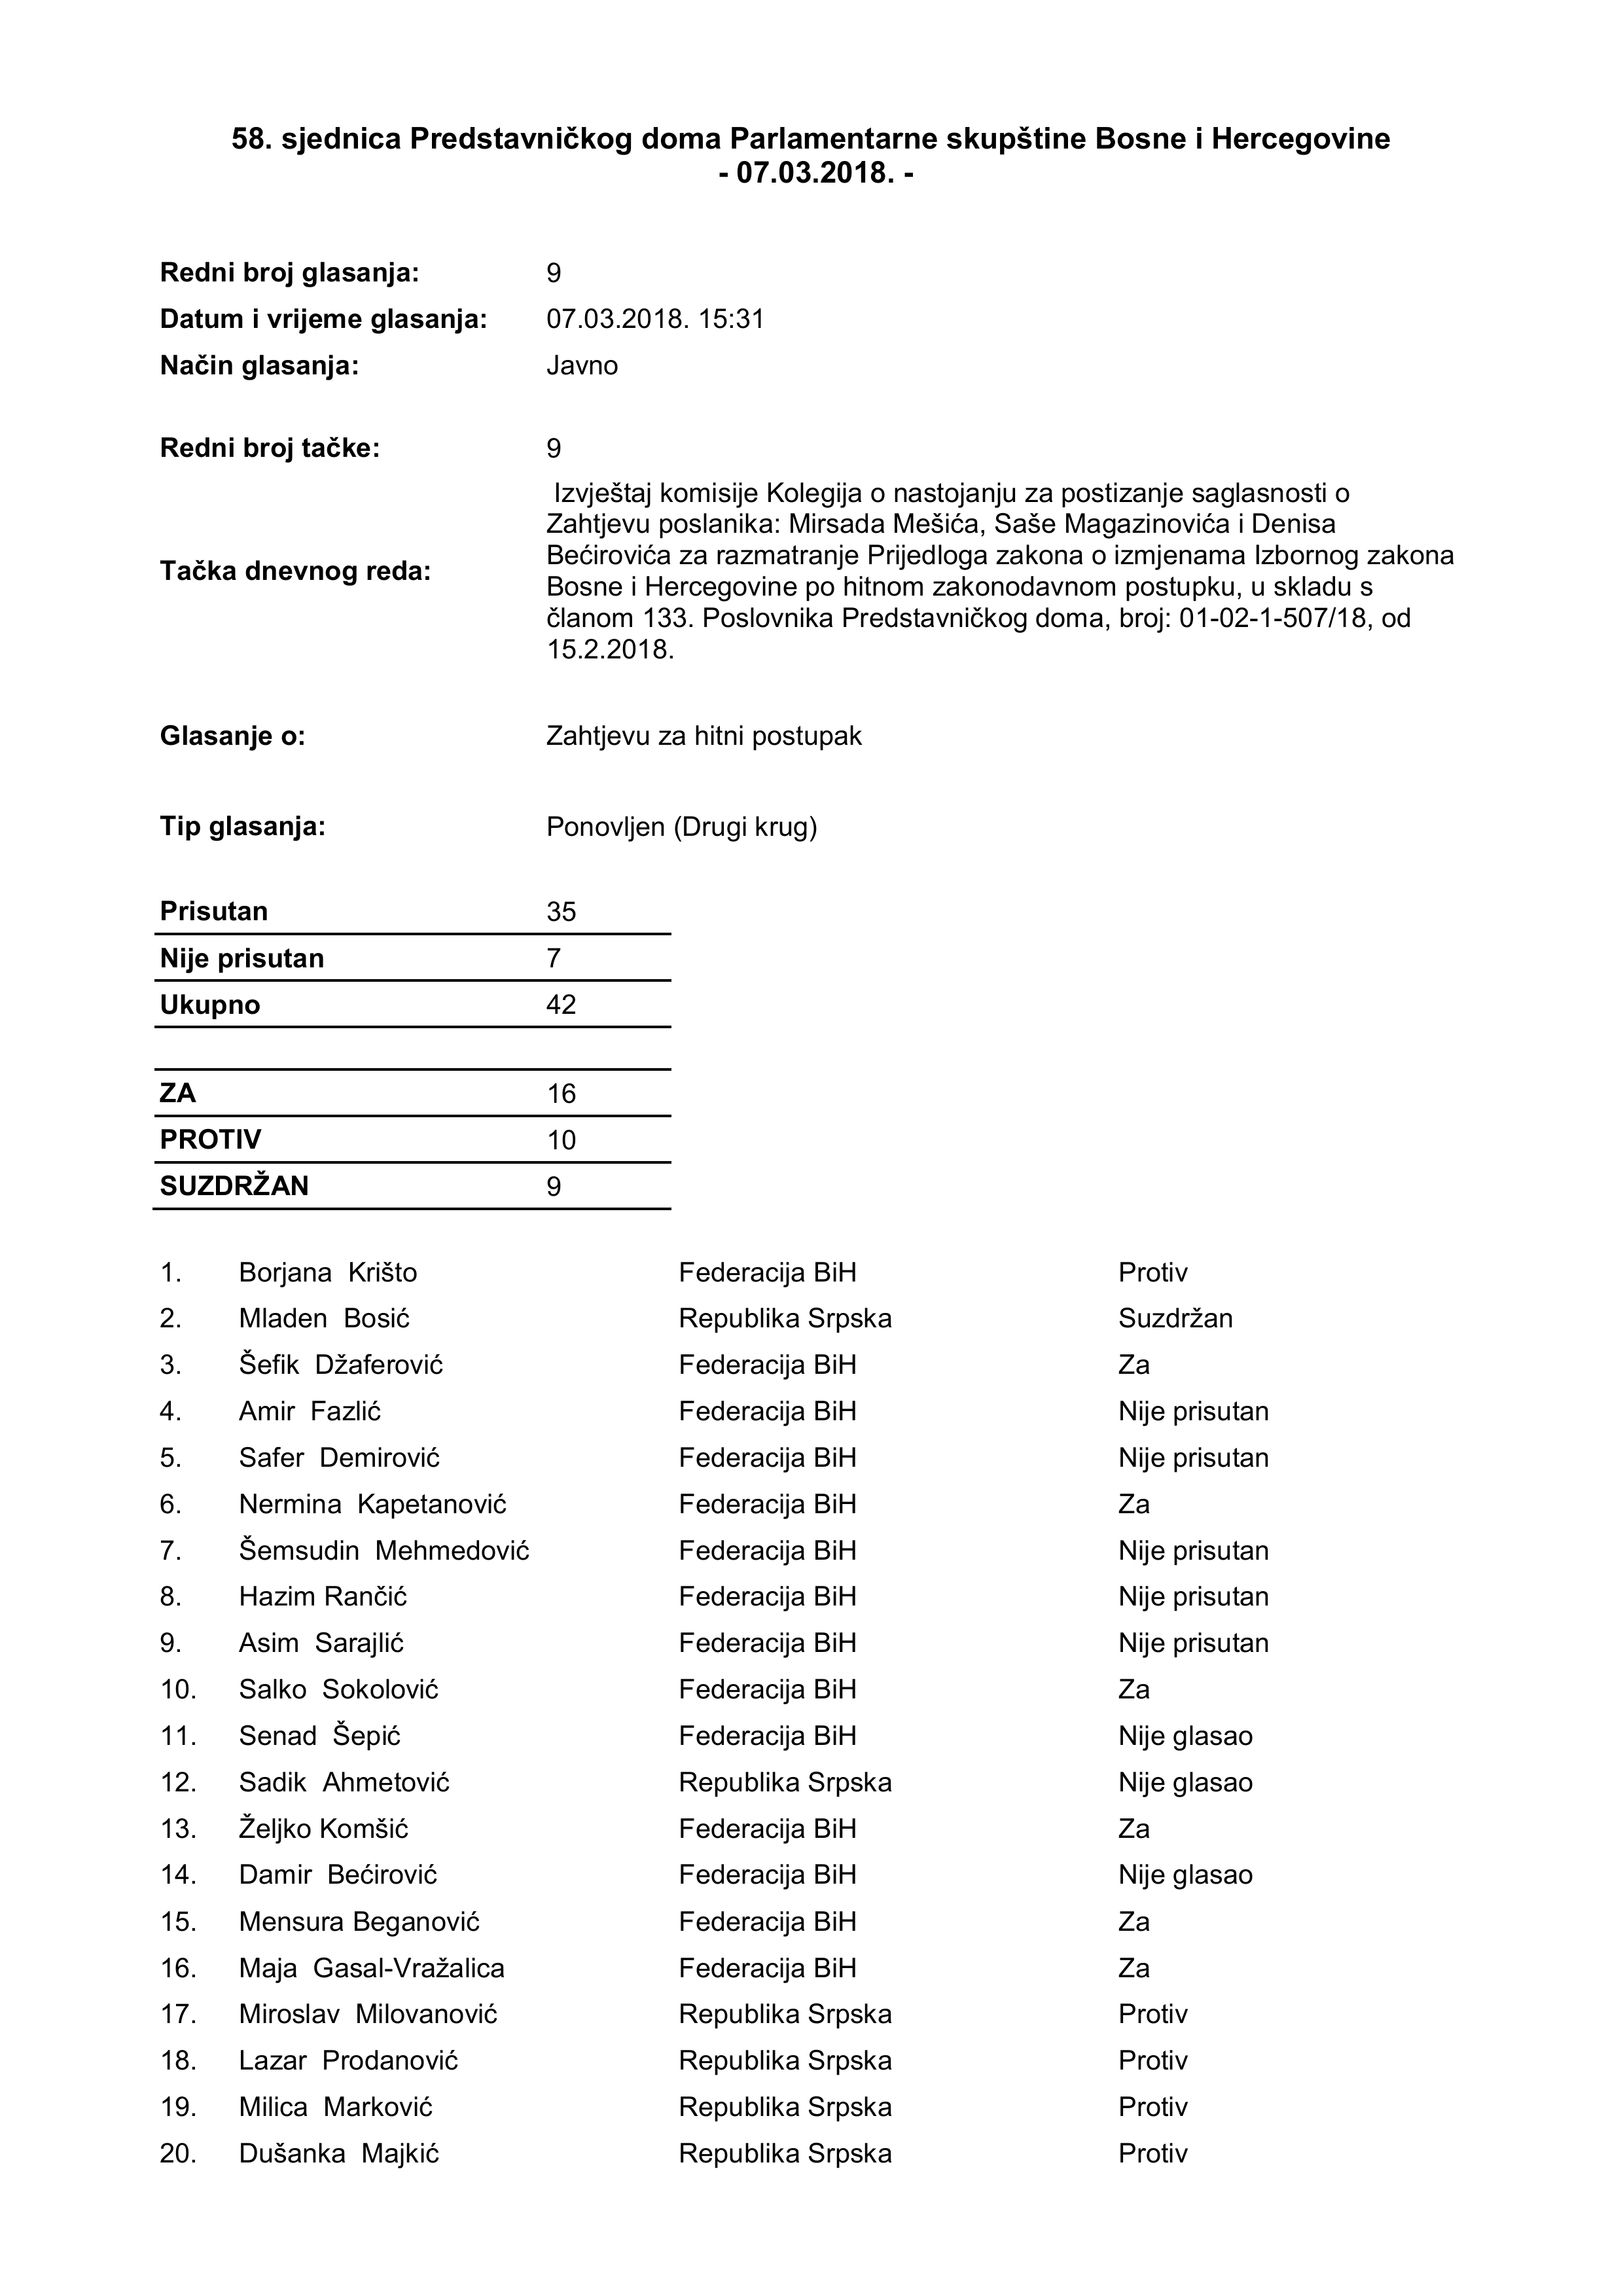 58. sjednica Predstavničkog doma Parlamentarne skupštine Bosne i Hercegovine
- 07.03.2018. -
Redni broj glasanja: 9
Datum i vrijeme glasanja: 07.03.2018. 15:31
Način glasanja: Javno
Redni broj tačke: 9
Tačka dnevnog reda:
Izvještaj komisije Kolegija o nastojanju za postizanje saglasnosti o
Zahtjevu poslanika: Mirsada Mešića, Saše Magazinovića i Denisa
Bećirovića za razmatranje Prijedloga zakona o izmjenama Izbornog zakona
Bosne i Hercegovine po hitnom zakonodavnom postupku, u skladu s
članom 133. Poslovnika Predstavničkog doma, broj: 01-02-1-507/18, od
15.2.2018.
Glasanje o: Zahtjevu za hitni postupak
Tip glasanja: Ponovljen (Drugi krug)
Prisutan 35
Nije prisutan 7
Ukupno 42
ZA 16
PROTIV 10
SUZDRŽAN 9
1. Borjana Krišto Federacija BiH Protiv
2. Mladen Bosić Republika Srpska Suzdržan
3. Šefik Džaferović Federacija BiH Za
4. Amir Fazlić Federacija BiH Nije prisutan
5. Safer Demirović Federacija BiH Nije prisutan
6. Nermina Kapetanović Federacija BiH Za
7. Šemsudin Mehmedović Federacija BiH Nije prisutan
8. Hazim Rančić Federacija BiH Nije prisutan
9. Asim Sarajlić Federacija BiH Nije prisutan
10. Salko Sokolović Federacija BiH Za
11. Senad Šepić Federacija BiH Nije glasao
12. Sadik Ahmetović Republika Srpska Nije glasao
13. Željko Komšić Federacija BiH Za
14. Damir Bećirović Federacija BiH Nije glasao
15. Mensura Beganović Federacija BiH Za
16. Maja Gasal-Vražalica Federacija BiH Za
17. Miroslav Milovanović Republika Srpska Protiv
18. Lazar Prodanović Republika Srpska Protiv
19. Milica Marković Republika Srpska Protiv
20. Dušanka Majkić Republika Srpska Protiv